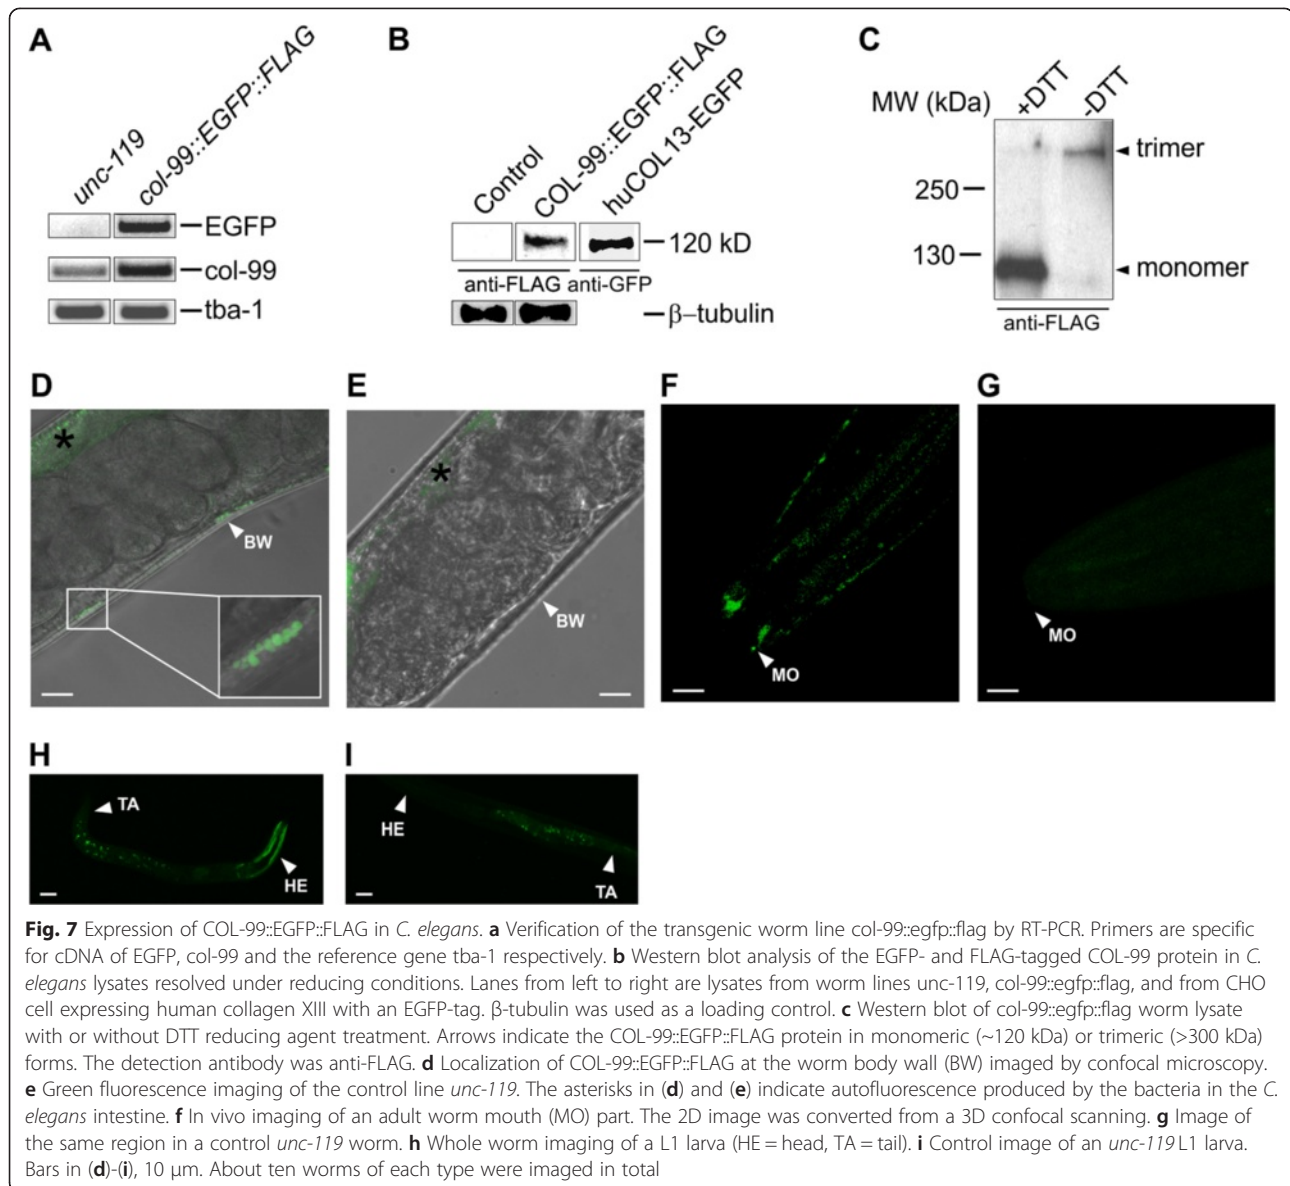 A
unc-119
col-99::EGFP::FLAG
EGFP
col-99
tba-1
B
Control
COL-99::EGFP::FLAG
huCOL13-EGFP
120 kD
anti-FLAG anti-GFP
β–tubulin
C
MW (kDa)
+DTT
-DTT
trimer
250
130
monomer
anti-FLAG
D
*
BW
E
*
BW
F
MO
G
MO
H
TA
HE
I
HE
TA
Fig. 7 Expression of COL-99::EGFP::FLAG in C. elegans. a Verification of the transgenic worm line col-99::egfp::flag by RT-PCR. Primers are specific
for cDNA of EGFP, col-99 and the reference gene tba-1 respectively. b Western blot analysis of the EGFP- and FLAG-tagged COL-99 protein in C.
elegans lysates resolved under reducing conditions. Lanes from left to right are lysates from worm lines unc-119, col-99::egfp::flag, and from CHO
cell expressing human collagen XIII with an EGFP-tag. β-tubulin was used as a loading control. c Western blot of col-99::egfp::flag worm lysate
with or without DTT reducing agent treatment. Arrows indicate the COL-99::EGFP::FLAG protein in monomeric (~120 kDa) or trimeric (>300 kDa)
forms. The detection antibody was anti-FLAG. d Localization of COL-99::EGFP::FLAG at the worm body wall (BW) imaged by confocal microscopy.
e Green fluorescence imaging of the control line unc-119. The asterisks in (d) and (e) indicate autofluorescence produced by the bacteria in the C.
elegans intestine. f In vivo imaging of an adult worm mouth (MO) part. The 2D image was converted from a 3D confocal scanning. g Image of
the same region in a control unc-119 worm. h Whole worm imaging of a L1 larva (HE = head, TA = tail). i Control image of an unc-119 L1 larva.
Bars in (d)-(i), 10 μm. About ten worms of each type were imaged in total